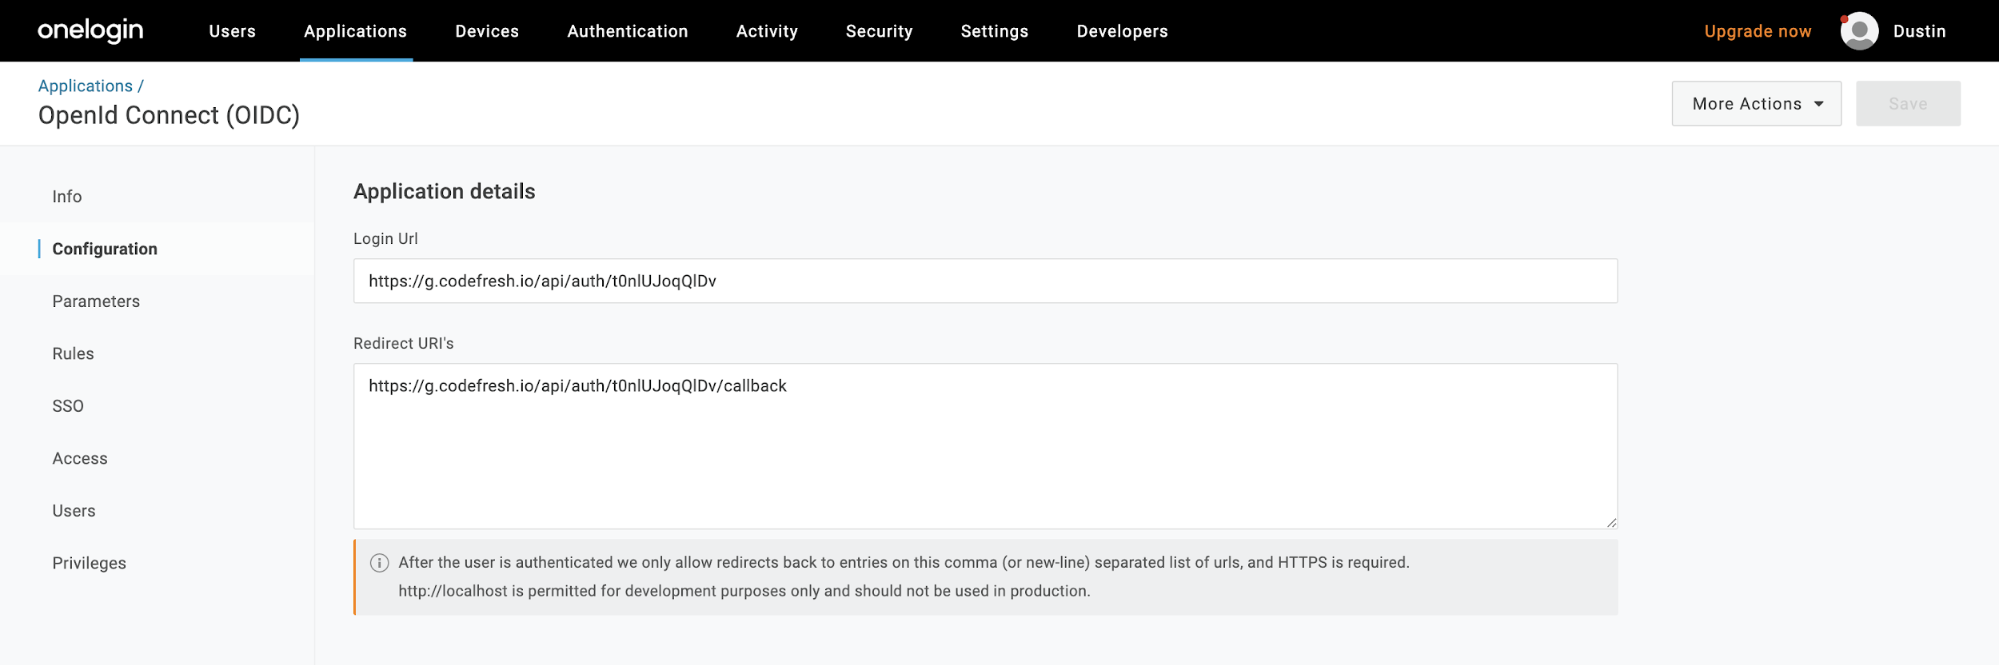 onelogin
Users Applications Devices Authentication Activity Security Settings Developers
Upgrade now
Dustin
Applications /
OpenId Connect (OIDC)
More Actions
Save
Info
Configuration
Parameters
Rules
SSO
Access
Users
Privileges
Application details
Login Url
https://g.codefresh.io/api/auth/t0nlUJoqQlDv
Redirect URI's
https://g.codefresh.io/api/auth/t0nlUJoqQlDv/callback
After the user is authenticated we only allow redirects back to entries on this comma (or new-line) separated list of urls, and HTTPS is required.
http://localhost is permitted for development purposes only and should not be used in production.